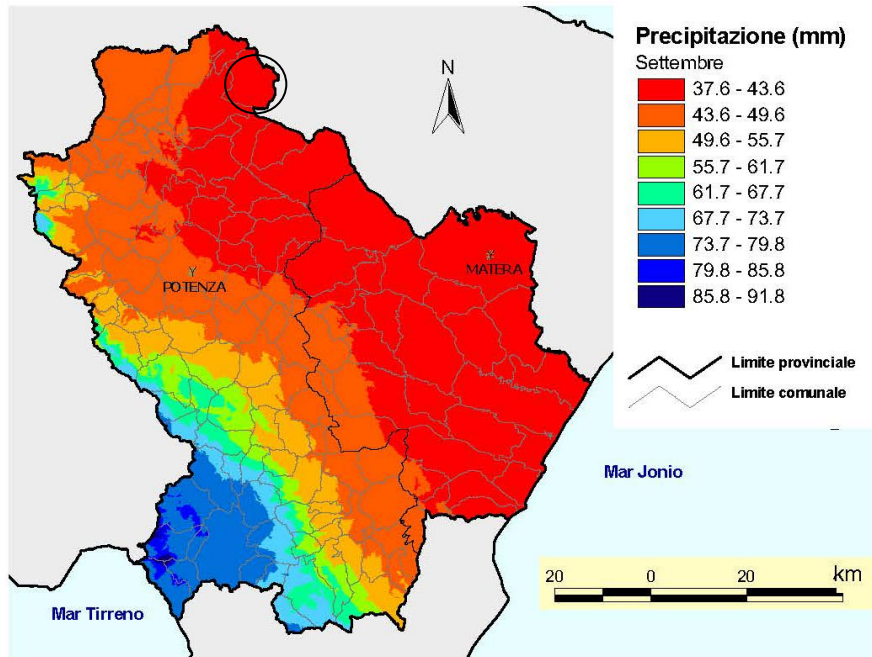 Precipitazione (mm)
Settembre
37.6 - 43.6
43.6 - 49.6
49.6 - 55.7
55.7 - 61.7
61.7 - 67.7
67.7 - 73.7
73.7 - 79.8
79.8 - 85.8
85.8 - 91.8
Limite provinciale
Limite comunale
N
MATERA
POTENZA
Mar Jonio
Mar Tirreno
20 0 20 km